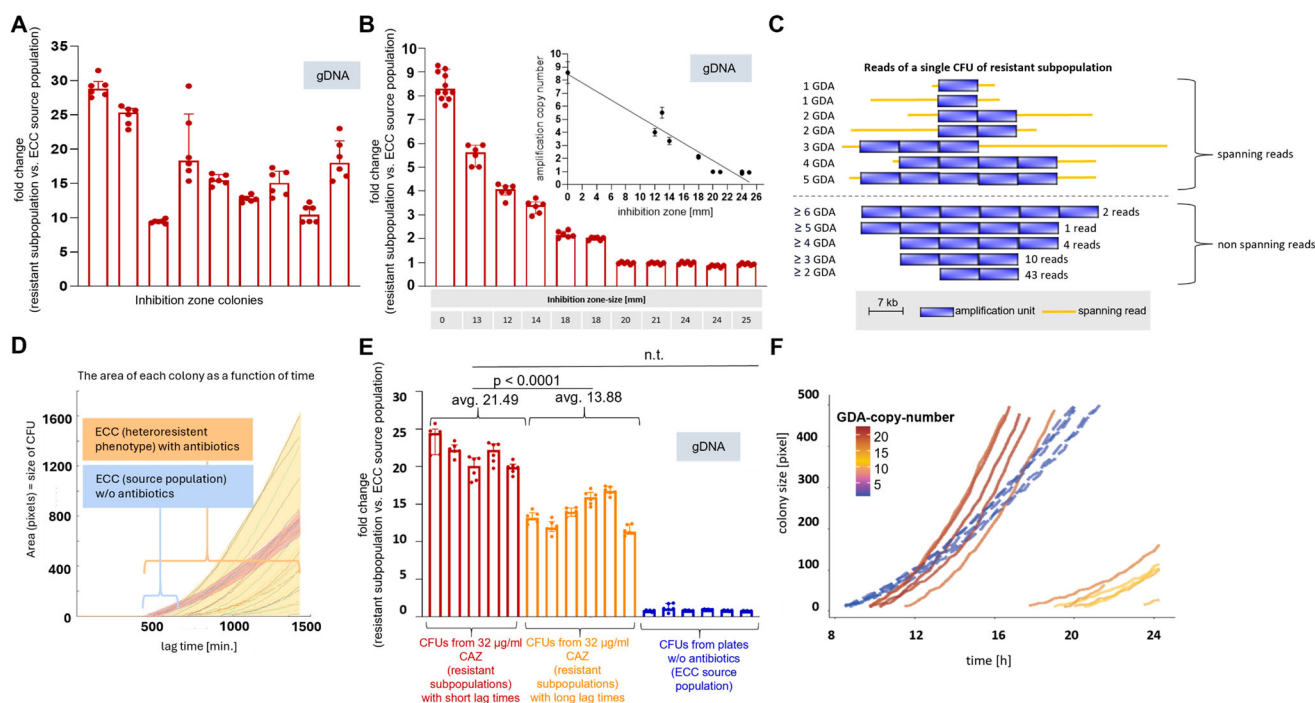 A
fold change
(resistant subpopulation vs. ECC source population)
35
30
25
20
15
10
5
0
gDNA
Inhibition zone colonies
B
fold change
(resistant subpopulation vs. ECC source population)
10
9
8
7
6
5
4
3
2
1
0
gDNA
amplification copy number
10
9
8
7
6
5
4
3
2
1
0
0 2 4 6 8 10 12 14 16 18 20 22 24 26
inhibition zone [mm]
Inhibition zone-size [mm]
0 13 12 14 18 18 20 21 24 24 25
C
Reads of a single CFU of resistant subpopulation
1 GDA
1 GDA
2 GDA
2 GDA
3 GDA
4 GDA
5 GDA
spanning reads
≥ 6 GDA 2 reads
≥ 5 GDA 1 read
≥ 4 GDA 4 reads
≥ 3 GDA 10 reads
≥ 2 GDA 43 reads
non spanning reads
7 kb
amplification unit
spanning read
D
The area of each colony as a function of time
Area (pixels) = size of CFU
1600
1200
800
400
0
ECC (heteroresistent
phenotype) with antibiotics
ECC (source population)
w/o antibiotics
500 1000 1500
lag time [min.]
E
fold change
(resistant subpopulation vs. ECC source population)
30
25
20
15
10
5
0
n.t.
p < 0.0001
avg. 21.49
avg. 13.88
gDNA
CFUs from 32 µg/ml
CAZ
(resistant
subpopulations)
with short lag times
CFUs from 32 µg/ml
CAZ
(resistant
subpopulations)
with long lag times
CFUs from plates
w/o antibiotics
(ECC source
population)
F
colony size [pixel]
500
400
300
200
100
0
GDA-copy-number
20
15
10
5
8 12 16 20 24
time [h]